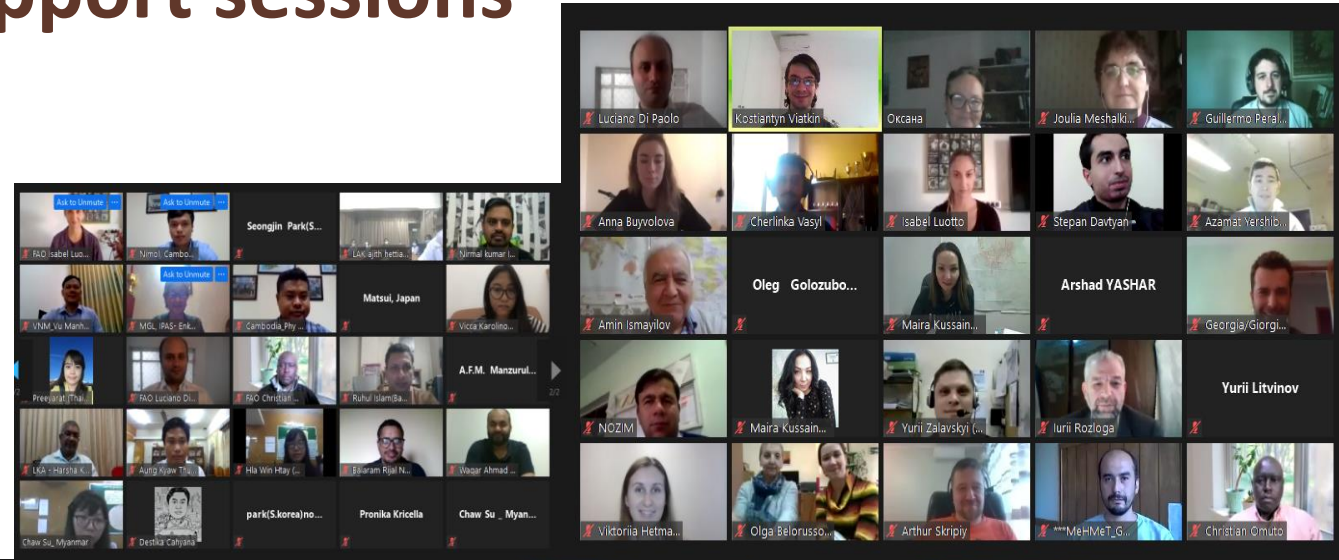 pport sessions
Luciano Di Paolo
Kostiantyn Viatkin
Оксана
Joulia Meshalki...
Guillermo Peral...
Anna Buyvolova
Cherlinka Vasyl
Isabel Luotto
Stepan Davtyan
Azamat Yershib...
Amin Ismayilov
Oleg Golozubo...
Maira Kussain...
Arshad YASHAR
Georgia/Giorgi...
NOZIM
Maira Kussain...
Yurii Zalavskyi (...
Iurii Rozloga
Yurii Litvinov
Viktoriia Hetma...
Olga Belorusso...
Arthur Skripiy
***MeHMeT_G...
Christian Omuto
Ask to Unmute ...
Ask to Unmute ...
FAO Isabel Luo...
Nimol, Cambo...
Seongjin Park(S...
LAK ajith hettia...
Nirmal kumar l...
Ask to Unmute ...
VNM_Vu Manh...
MGL, IPAS- Enk...
Cambodia_Phy ...
Matsui, Japan
Vicca Karolino...
Preeyarat (Thai...
FAO Luciano Di...
FAO Christian ...
Ruhul Islam(Ba...
A.F.M. Manzurul...
2/2
LKA - Harsha K...
Aung Kyaw Thu...
Hla Win Htay (...
Balaram Rijal N...
Waqar Ahmad ...
Chaw Su_ Myanmar
Destika Cahyana
park(S.korea)no...
Pronika Kricella
Chaw Su _ Myan...